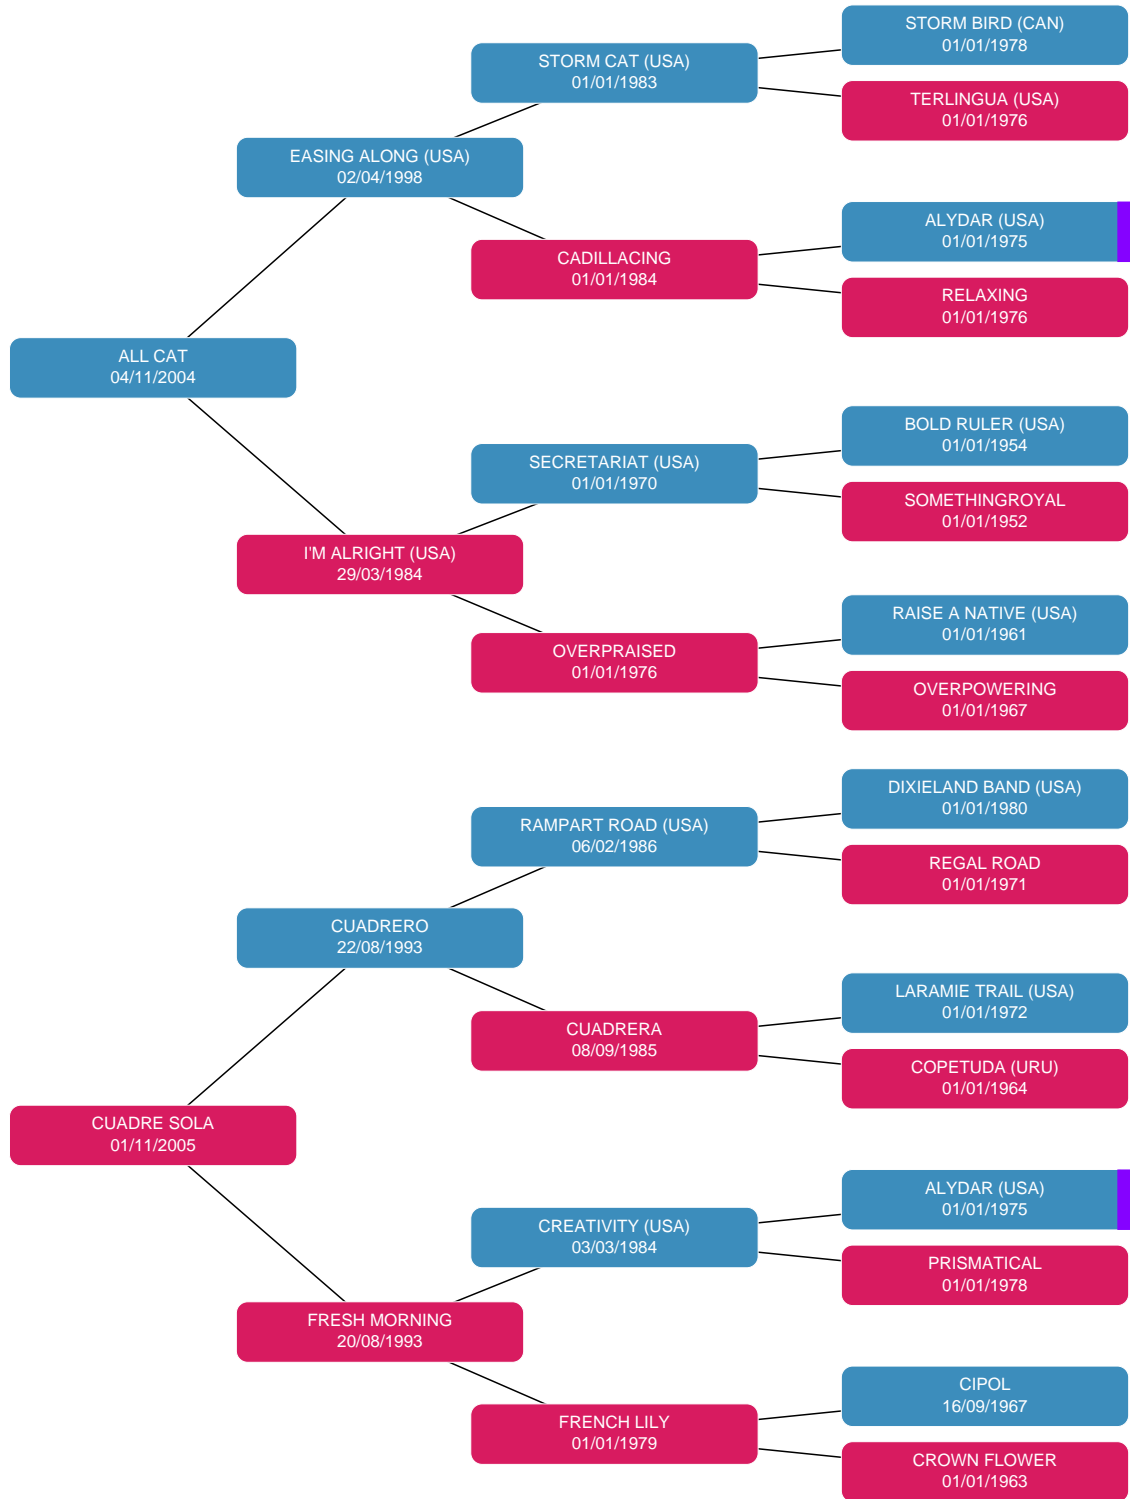 STORM BIRD (CAN)
01/01/1978
STORM CAT (USA)
01/01/1983
TERLINGUA (USA)
01/01/1976
EASING ALONG (USA)
02/04/1998
ALYDAR (USA)
01/01/1975
CADILLACING
01/01/1984
RELAXING
01/01/1976
ALL CAT
04/11/2004
BOLD RULER (USA)
01/01/1954
SECRETARIAT (USA)
01/01/1970
SOMETHINGROYAL
01/01/1952
I'M ALRIGHT (USA)
29/03/1984
RAISE A NATIVE (USA)
01/01/1961
OVERPRAISED
01/01/1976
OVERPOWERING
01/01/1967
DIXIELAND BAND (USA)
01/01/1980
RAMPART ROAD (USA)
06/02/1986
REGAL ROAD
01/01/1971
CUADRERO
22/08/1993
LARAMIE TRAIL (USA)
01/01/1972
CUADRERA
08/09/1985
COPETUDA (URU)
01/01/1964
CUADRE SOLA
01/11/2005
ALYDAR (USA)
01/01/1975
CREATIVITY (USA)
03/03/1984
PRISMATICAL
01/01/1978
FRESH MORNING
20/08/1993
CIPOL
16/09/1967
FRENCH LILY
01/01/1979
CROWN FLOWER
01/01/1963